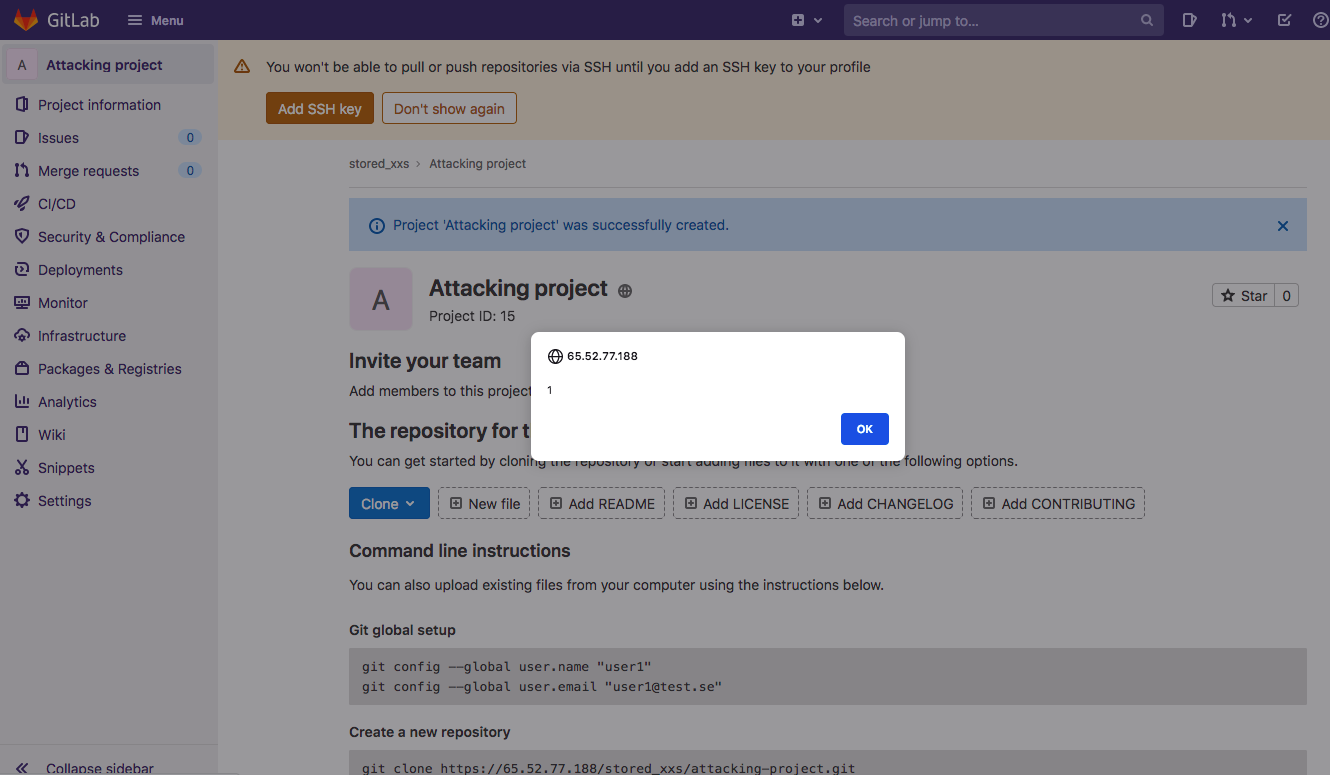 GitLab Menu Search or jump to...
A Attacking project
Project information
Issues 0
Merge requests 0
CI/CD
Security & Compliance
Deployments
Monitor
Infrastructure
Packages & Registries
Analytics
Wiki
Snippets
Settings
Collapse sidebar
You won't be able to pull or push repositories via SSH until you add an SSH key to your profile
Add SSH key Don't show again
stored_xxs › Attacking project
Project 'Attacking project' was successfully created.
A
Attacking project
Project ID: 15
Star 0
65.52.77.188
1
OK
Invite your team
Add members to this project
The repository for t
You can get started by cloning the repository or start adding files to it with one of the following options.
Clone New file Add README Add LICENSE Add CHANGELOG Add CONTRIBUTING
Command line instructions
You can also upload existing files from your computer using the instructions below.
Git global setup
git config --global user.name "user1"
git config --global user.email "user1@test.se"
Create a new repository
git clone https://65.52.77.188/stored_xxs/attacking-project.git